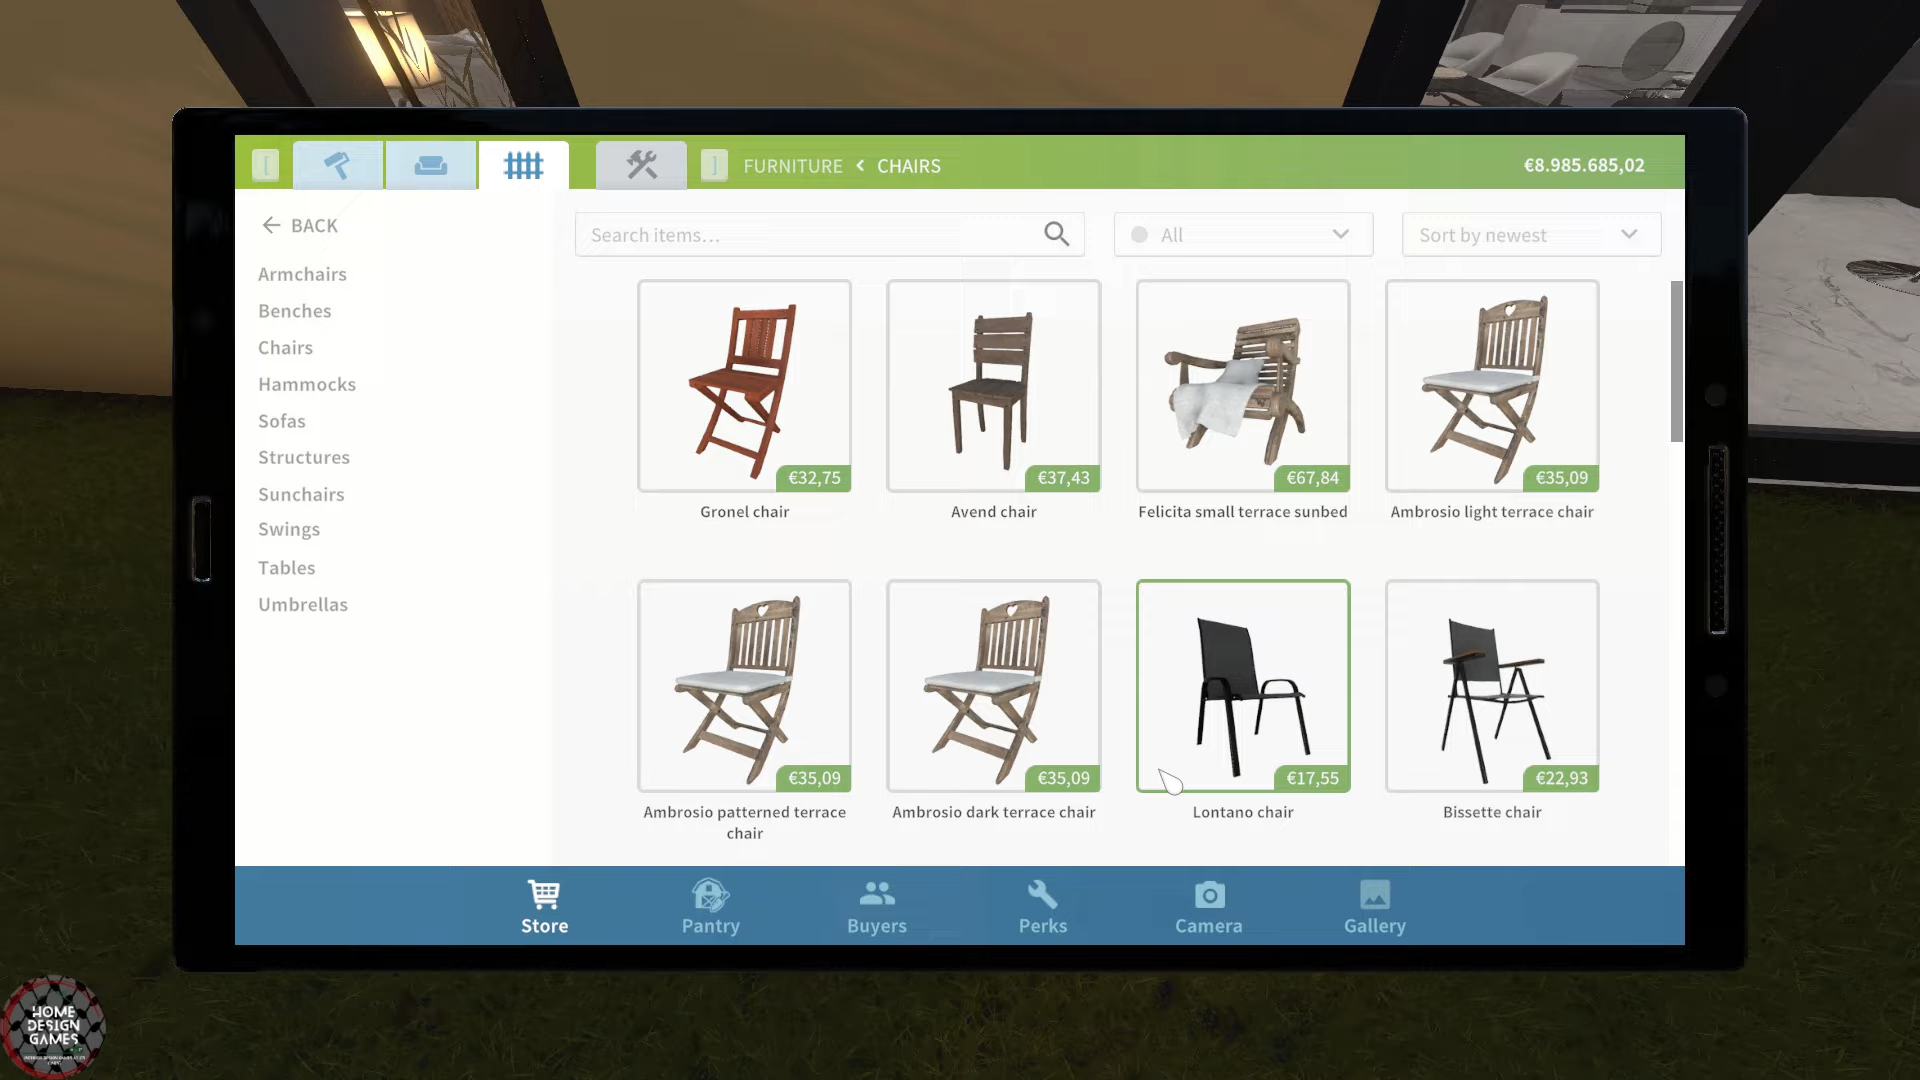 [
]
FURNITURE < CHAIRS
€8.985.685,02
BACK
Armchairs
Benches
Chairs
Hammocks
Sofas
Structures
Sunchairs
Swings
Tables
Umbrellas
Search items...
All
Sort by newest
€32,75
€37,43
€67,84
€35,09
Gronel chair
Avend chair
Felicita small terrace sunbed
Ambrosio light terrace chair
€35,09
€35,09
€17,55
€22,93
Ambrosio patterned terrace
chair
Ambrosio dark terrace chair
Lontano chair
Bissette chair
Store
Pantry
Buyers
Perks
Camera
Gallery
HOME
DESIGN
GAMES